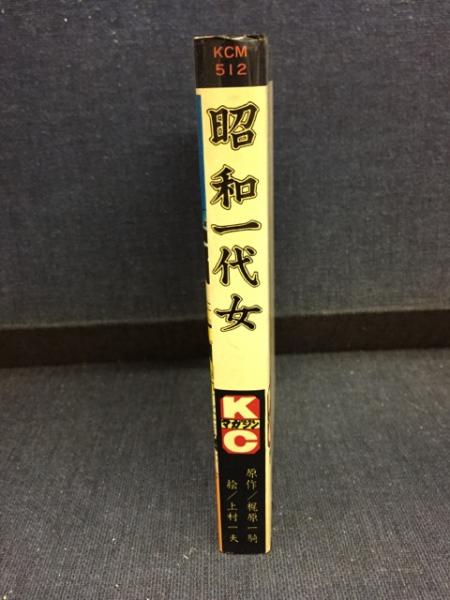 KCM
512
昭和一代女
K
マガジン
C
原作/梶原一騎
絵/上村一夫